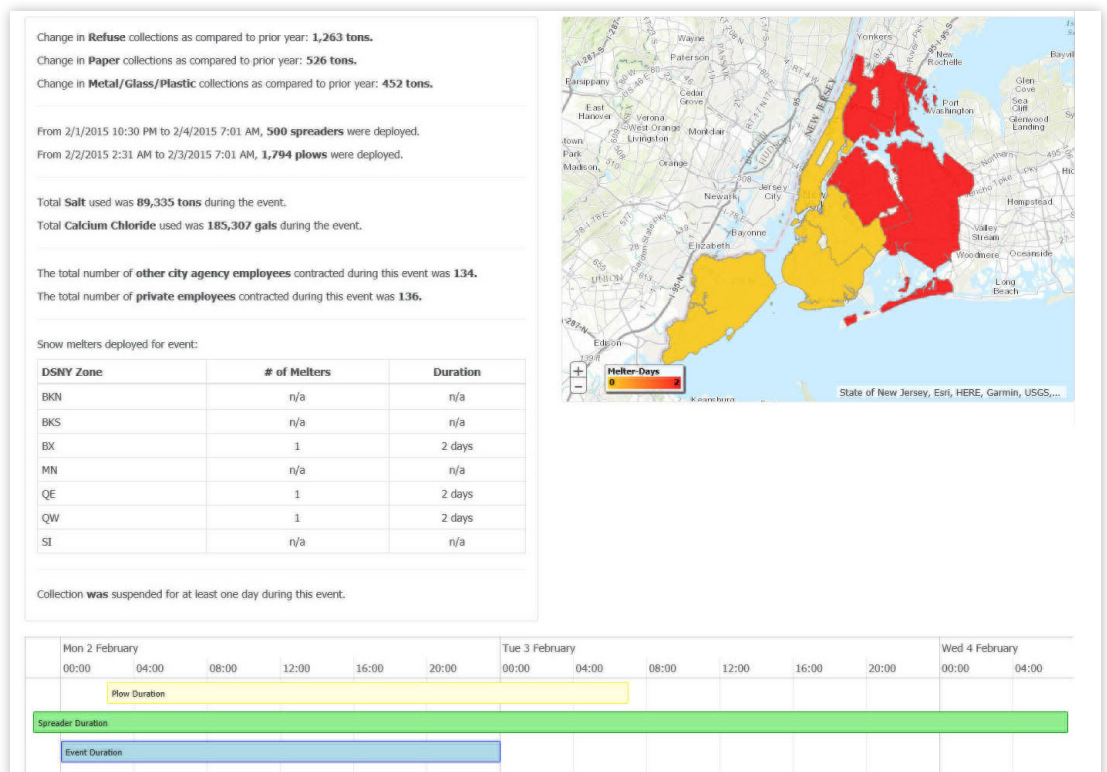 Change in Refuse collections as compared to prior year: 1,263 tons.
Change in Paper collections as compared to prior year: 526 tons.
Change in Metal/Glass/Plastic collections as compared to prior year: 452 tons.
From 2/1/2015 10:30 PM to 2/4/2015 7:01 AM, 500 spreaders were deployed.
From 2/2/2015 2:31 AM to 2/3/2015 7:01 AM, 1,794 plows were deployed.
Total Salt used was 89,335 tons during the event.
Total Calcium Chloride used was 185,307 gals during the event.
The total number of other city agency employees contracted during this event was 134.
The total number of private employees contracted during this event was 136.
Snow melters deployed for event:
DSNY Zone # of Melters Duration
BKN n/a n/a
BKS n/a n/a
BX 1 2 days
MN n/a n/a
QE 1 2 days
QW 1 2 days
SI n/a n/a
Collection was suspended for at least one day during this event.
Wayne
Yonkers
Paterson
New
Rochelle
Parsippany
Cedar
Grove
Glen
Cove
Port
Washington
Sea
Cliff
East
Hanover
Verona
West Orange
Montclair
Glenwood
Landing
Livingston
NEW JERSEY
town
Park
Madison
Orange
Northern
495
Newark
Jersey
City
Hempstead
Bayonne
Valley
Stream
Elizabeth
Woodmere
Oceanside
UNION
Long
Beach
I-95-N
Edison
+
−
Melter-Days
0 2
State of New Jersey, Esri, HERE, Garmin, USGS,...
Mon 2 February Tue 3 February Wed 4 February
00:00 04:00 08:00 12:00 16:00 20:00 00:00 04:00 08:00 12:00 16:00 20:00 00:00 04:00
Plow Duration
Spreader Duration
Event Duration